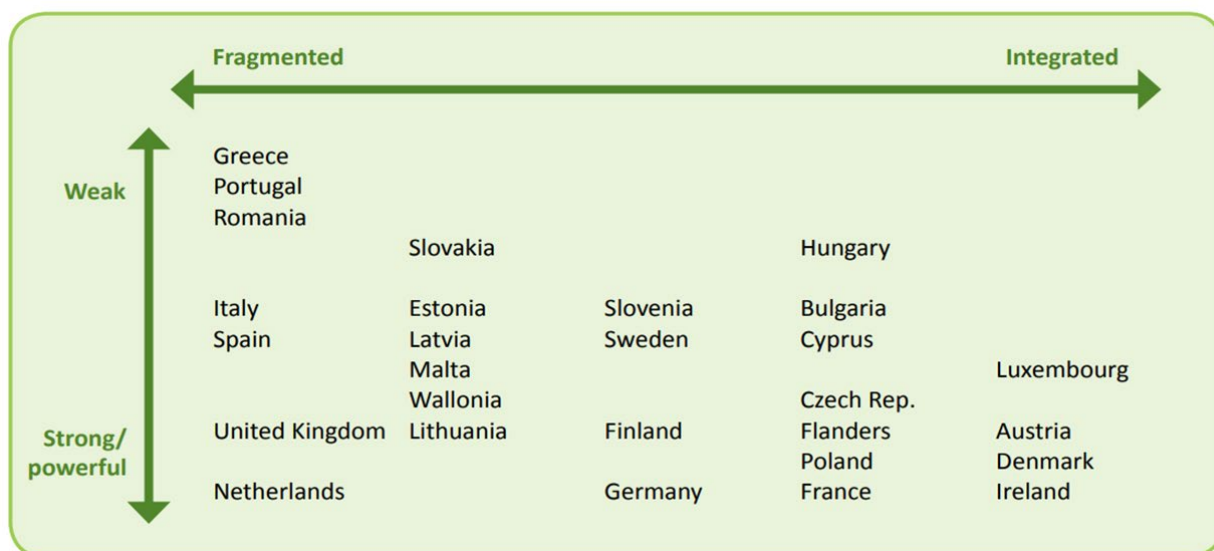 Fragmented Integrated
Greece
Weak Portugal
Romania
Slovakia Hungary
Italy Estonia Slovenia Bulgaria
Spain Latvia Sweden Cyprus
Malta Luxembourg
Wallonia Czech Rep.
Strong/ United Kingdom Lithuania Finland Flanders Austria
powerful Poland Denmark
Netherlands Germany France Ireland